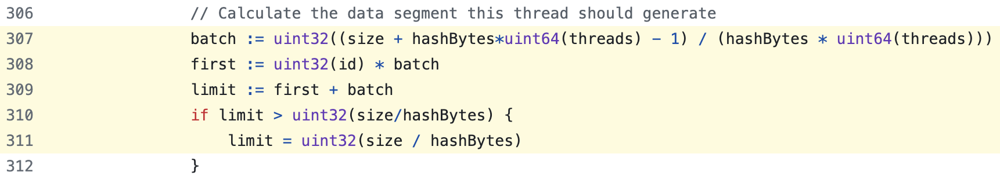 306 // Calculate the data segment this thread should generate
307 batch := uint32((size + hashBytes*uint64(threads) - 1) / (hashBytes * uint64(threads)))
308 first := uint32(id) * batch
309 limit := first + batch
310 if limit > uint32(size/hashBytes) {
311 limit = uint32(size / hashBytes)
312 }